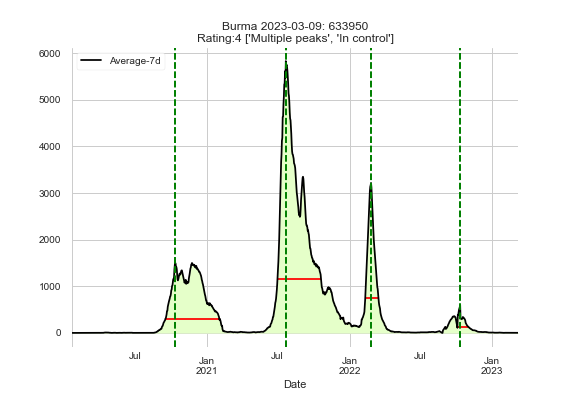 Burma 2023-03-09: 633950
Rating:4 ['Multiple peaks', 'In control']
Average-7d
6000
5000
4000
3000
2000
1000
0
Jul
Jan
2021
Jul
Jan
2022
Jul
Jan
2023
Date